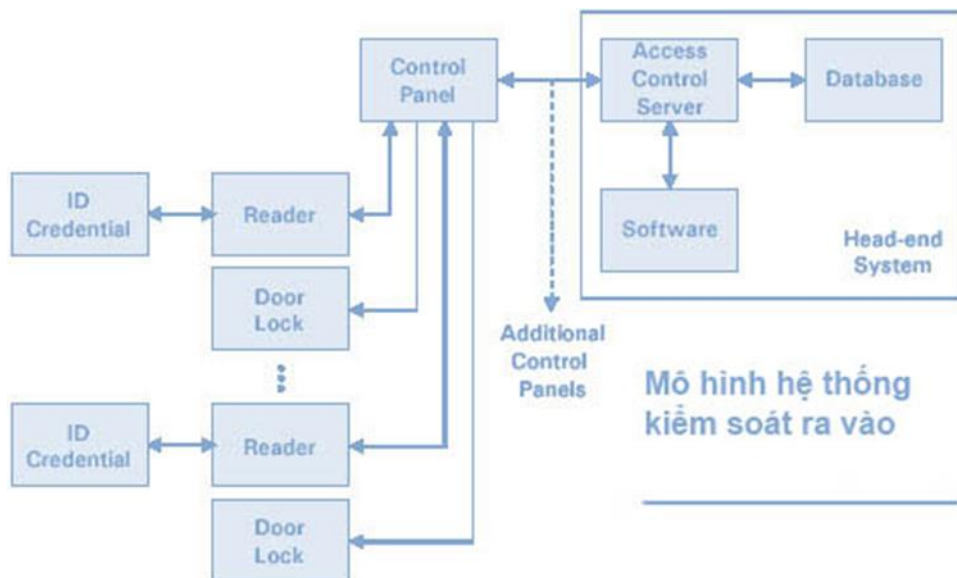 Control
Panel
Access
Control
Server
Database
ID
Credential
Reader
Software
Head-end
System
Door
Lock
Additional
Control
Panels
Mô hình hệ thống
kiểm soát ra vào
ID
Credential
Reader
Door
Lock